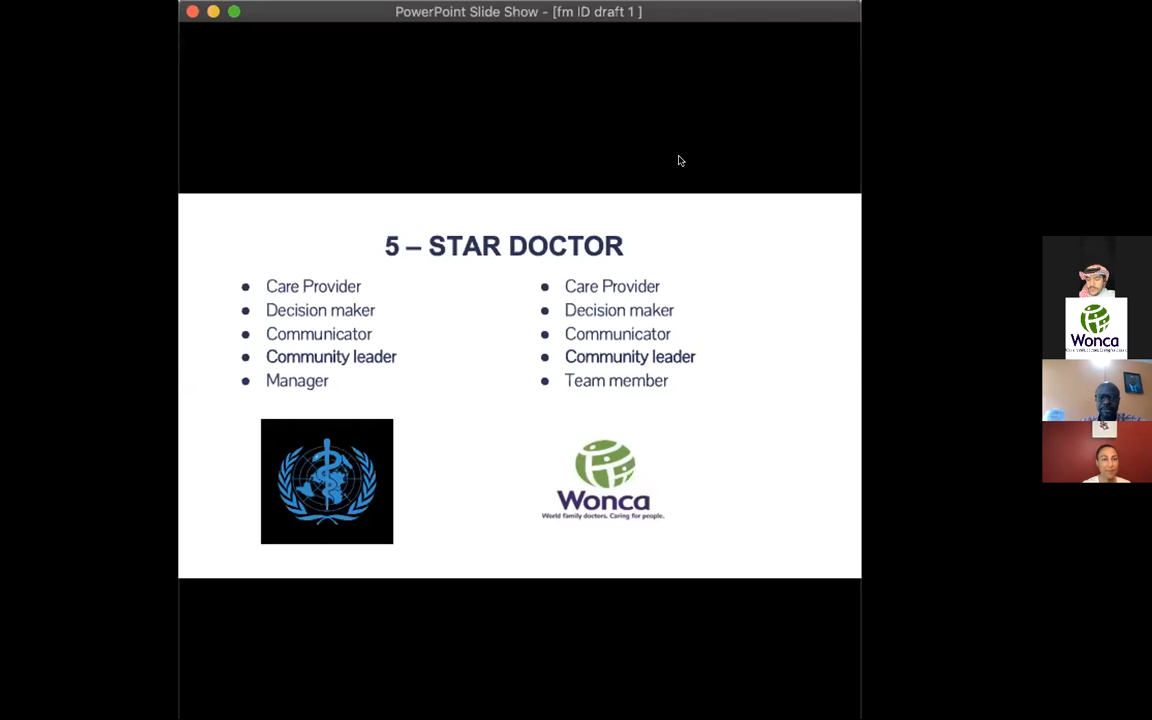 PowerPoint Slide Show - [fm ID draft 1 ]
5 – STAR DOCTOR
● Care Provider
● Decision maker
● Communicator
● Community leader
● Manager
● Care Provider
● Decision maker
● Communicator
● Community leader
● Team member
Wonca
World family doctors. Caring for people.
Wonca